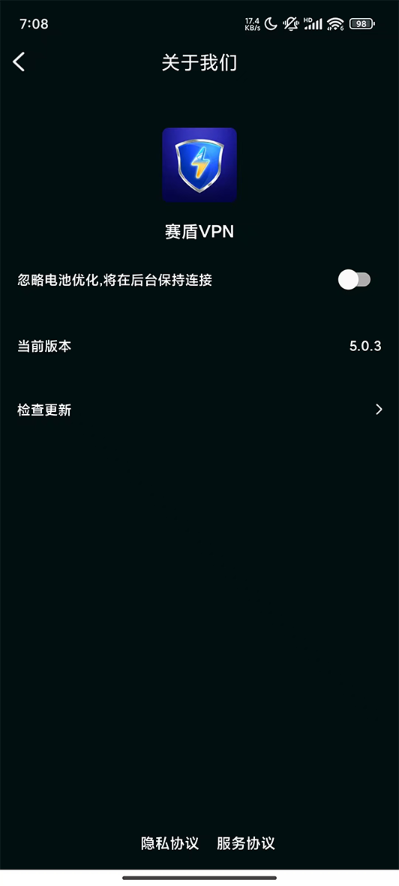 7:08
17.4
KB/s
HD
6
98
关于我们
赛盾VPN
忽略电池优化,将在后台保持连接
当前版本 5.0.3
检查更新
隐私协议 服务协议